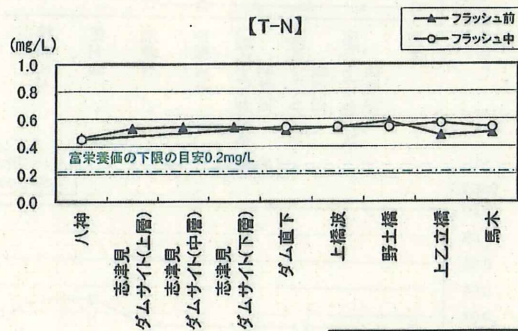 【T-N】
フラッシュ前
フラッシュ中
(mg/L)
1.0
0.8
0.6
0.4
0.2
0.0
富栄養価の下限の目安0.2mg/L
八神
志津見
ダムサイト(上層)
志津見
ダムサイト(中層)
志津見
ダムサイト(下層)
ダム直下
上橋波
野土橋
上乙立橋
馬木